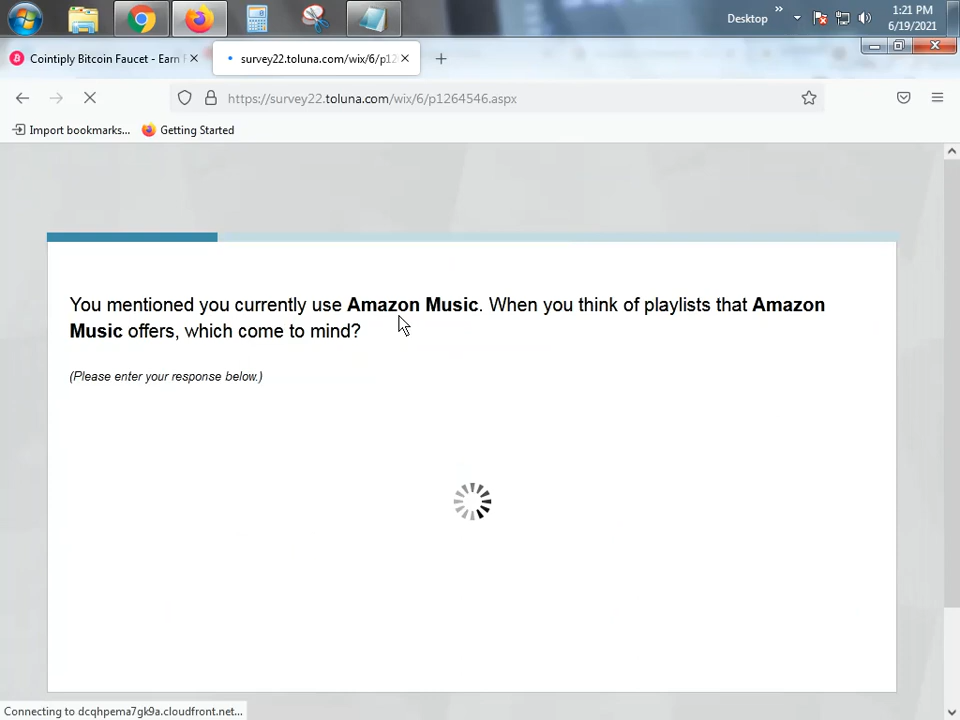 Desktop
»
1:21 PM
6/19/2021
Cointiply Bitcoin Faucet - Earn F
survey22.toluna.com/wix/6/p12
https://survey22.toluna.com/wix/6/p1264546.aspx
Import bookmarks...
Getting Started
You mentioned you currently use Amazon Music. When you think of playlists that Amazon
Music offers, which come to mind?
(Please enter your response below.)
Connecting to dcqhpema7gk9a.cloudfront.net...